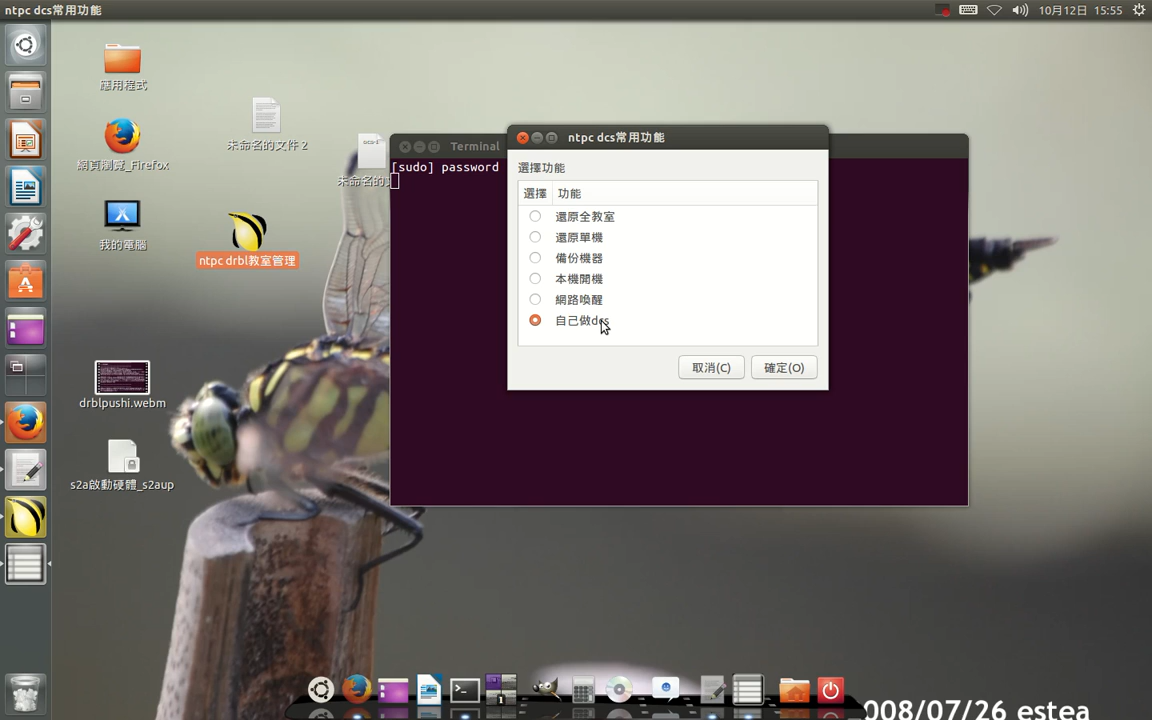 ntpc dcs常用功能
10月12日 15:55
應用程式
未命名的文件 2
網頁瀏覽_Firefox
我的電腦
ntpc drbl教室管理
drblpushi.webm
s2a啟動硬體_s2aup
Terminal
[sudo] password
ntpc dcs常用功能
選擇功能
選擇 功能
還原全教室
還原單機
備份機器
本機開機
網路喚醒
自己做dcs
取消(C) 確定(O)
008/07/26 estea